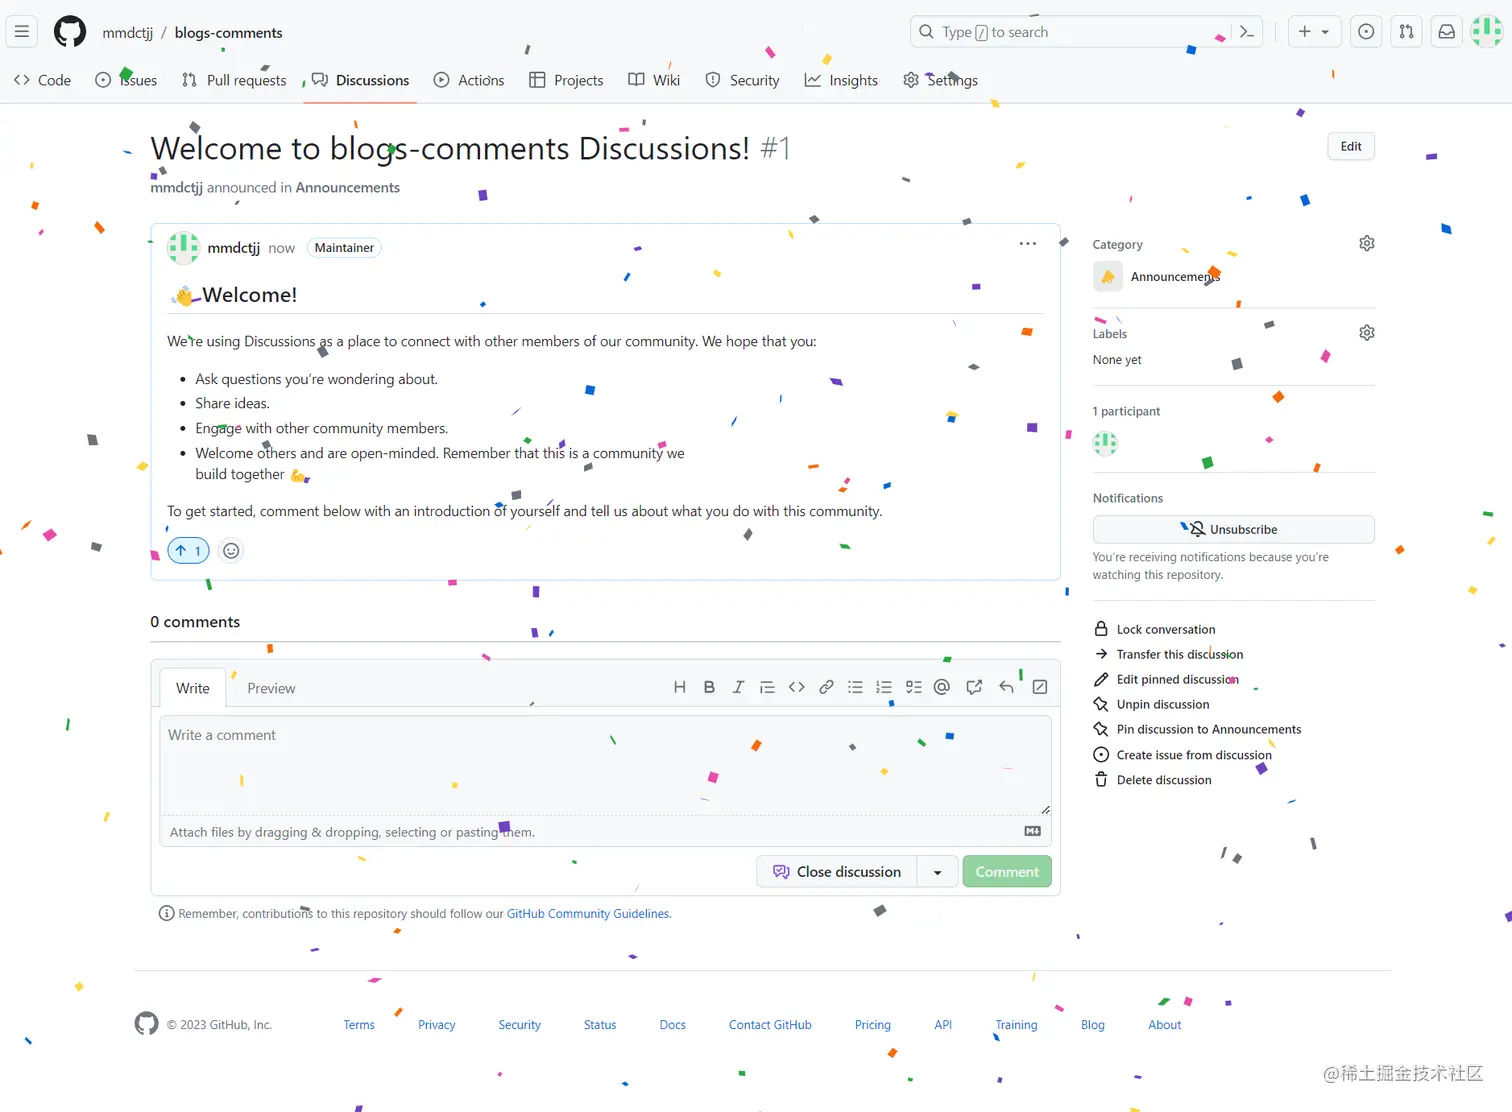 mmdctjj / blogs-comments
Type / to search
Code Issues Pull requests Discussions Actions Projects Wiki Security Insights Settings
Welcome to blogs-comments Discussions! #1
Edit
mmdctjj announced in Announcements
mmdctjj now Maintainer
👋 Welcome!
We're using Discussions as a place to connect with other members of our community. We hope that you:
• Ask questions you're wondering about.
• Share ideas.
• Engage with other community members.
• Welcome others and are open-minded. Remember that this is a community we
build together 💪
To get started, comment below with an introduction of yourself and tell us about what you do with this community.
1
0 comments
Write Preview
Write a comment
Attach files by dragging & dropping, selecting or pasting them.
Close discussion Comment
Remember, contributions to this repository should follow our GitHub Community Guidelines.
Category
Announcements
Labels
None yet
1 participant
Notifications
Unsubscribe
You're receiving notifications because you're
watching this repository.
Lock conversation
Transfer this discussion
Edit pinned discussion
Unpin discussion
Pin discussion to Announcements
Create issue from discussion
Delete discussion
© 2023 GitHub, Inc. Terms Privacy Security Status Docs Contact GitHub Pricing API Training Blog About
@稀土掘金技术社区